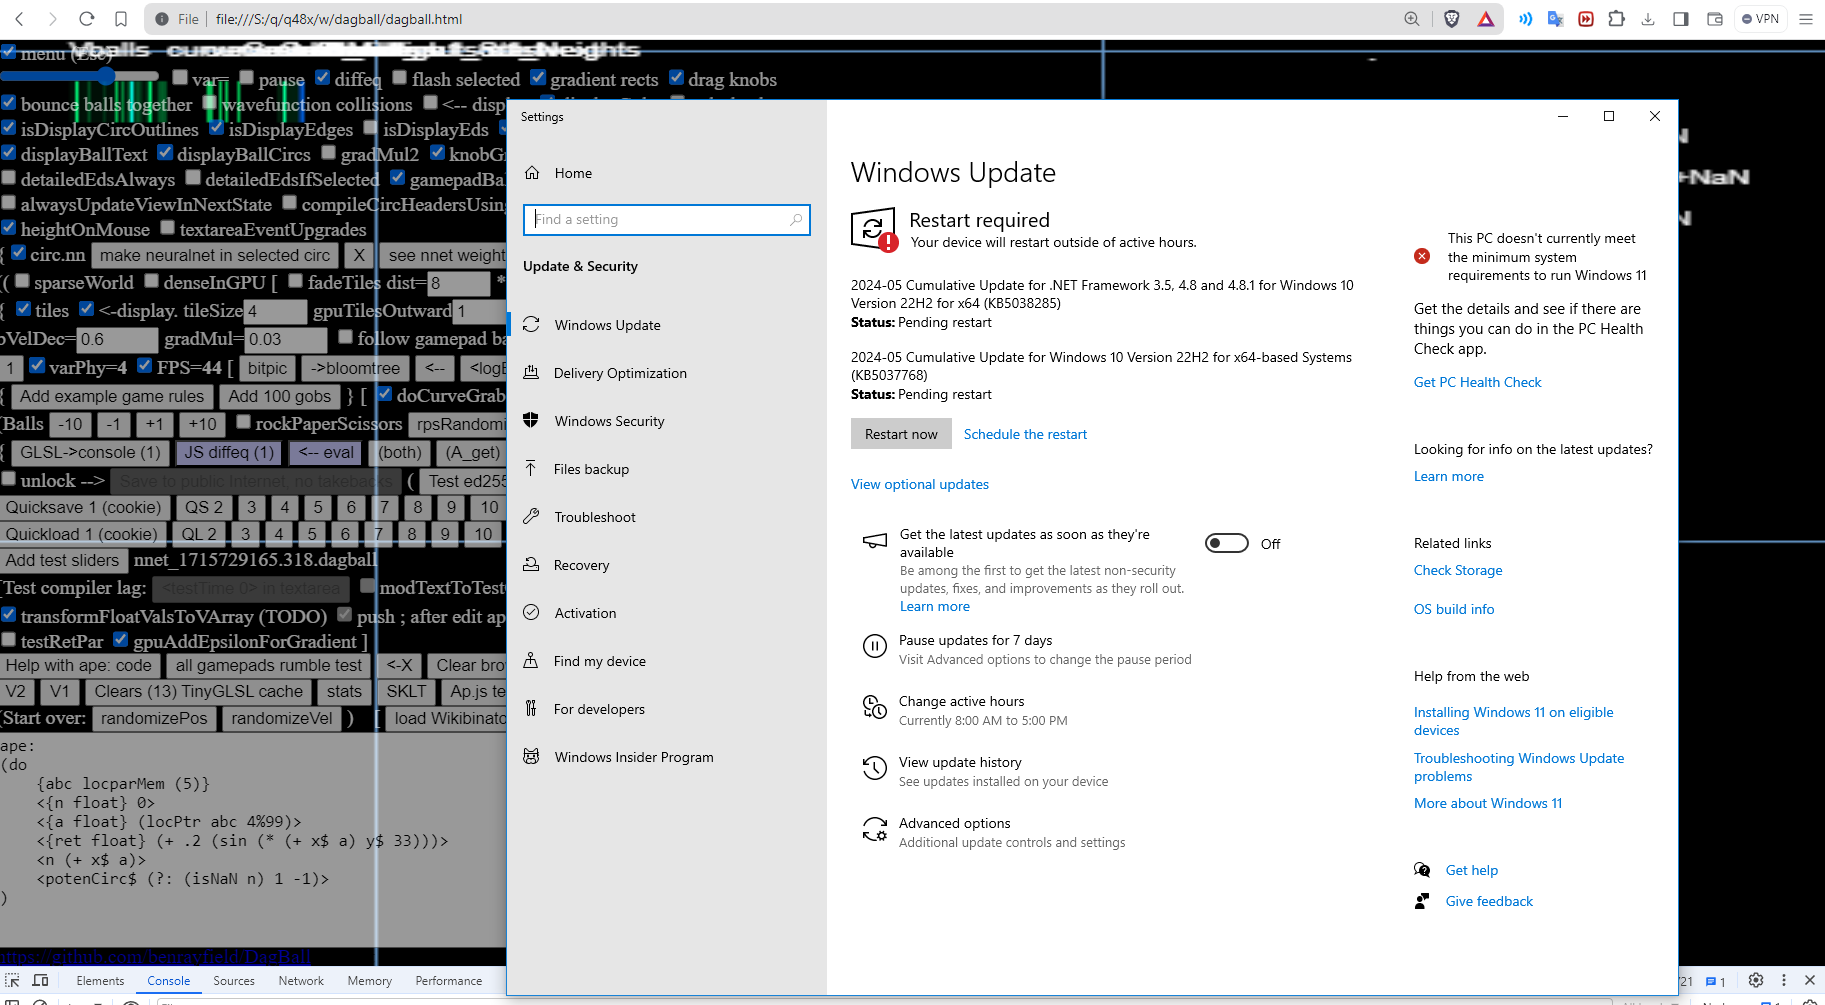 File file:///S:/q/q48x/w/dagball/dagball.html VPN
menu (Esc)
var= pause diffeq flash selected gradient rects drag knobs
bounce balls together wavefunction collisions <-- disp
isDisplayCircOutlines isDisplayEdges isDisplayEds
displayBallText displayBallCircs gradMul2 knobG
detailedEdsAlways detailedEdsIfSelected gamepadBa
alwaysUpdateViewInNextState compileCircHeadersUsin
heightOnMouse textareaEventUpgrades
{ circ.nn make neuralnet in selected circ X see nnet weight
(( sparseWorld denseInGPU [ fadeTiles dist= 8 *
{ tiles <-display. tileSize 4 gpuTilesOutward 1
VelDec= 0.6 gradMul= 0.03 follow gamepad ba
1 varPhy=4 FPS=44 [ bitpic ->bloomtree <-- <logE
{ Add example game rules Add 100 gobs } [ doCurveGrab
(Balls -10 -1 +1 +10 rockPaperScissors rpsRandomi
{ GLSL->console (1) JS diffeq (1) <-- eval (both) (A_get)
unlock --> Save to public Internet, no takebacks ( Test ed255
Quicksave 1 (cookie) QS 2 3 4 5 6 7 8 9 10
Quickload 1 (cookie) QL 2 3 4 5 6 7 8 9 10
Add test sliders nnet_1715729165.318.dagball
[Test compiler lag: <testTime 0> in textarea modTextToTest
transformFloatValsToVArray (TODO) push ; after edit ap
testRetPar gpuAddEpsilonForGradient ]
Help with ape: code all gamepads rumble test <-X Clear bro
V2 V1 Clears (13) TinyGLSL cache stats SKLT Ap.js te
(Start over: randomizePos randomizeVel ) [ load Wikibinato
ape:
(do
{abc locparMem (5)}
<{n float} 0>
<{a float} (locPtr abc 4%99)>
<{ret float} (+ .2 (sin (* (+ x$ a) y$ 33)))>
<n (+ x$ a)>
<potenCirc$ (?: (isNaN n) 1 -1)>
)
https://github.com/benrayfield/DagBall
Elements Console Sources Network Memory Performance
Settings
Home
Find a setting
Update & Security
Windows Update
Delivery Optimization
Windows Security
Files backup
Troubleshoot
Recovery
Activation
Find my device
For developers
Windows Insider Program
Windows Update
Restart required
Your device will restart outside of active hours.
2024-05 Cumulative Update for .NET Framework 3.5, 4.8 and 4.8.1 for Windows 10
Version 22H2 for x64 (KB5038285)
Status: Pending restart
2024-05 Cumulative Update for Windows 10 Version 22H2 for x64-based Systems
(KB5037768)
Status: Pending restart
Restart now Schedule the restart
View optional updates
Get the latest updates as soon as they're
available
Be among the first to get the latest non-security
updates, fixes, and improvements as they roll out.
Learn more
Off
Pause updates for 7 days
Visit Advanced options to change the pause period
Change active hours
Currently 8:00 AM to 5:00 PM
View update history
See updates installed on your device
Advanced options
Additional update controls and settings
This PC doesn't currently meet
the minimum system
requirements to run Windows 11
Get the details and see if there are
things you can do in the PC Health
Check app.
Get PC Health Check
Looking for info on the latest updates?
Learn more
Related links
Check Storage
OS build info
Help from the web
Installing Windows 11 on eligible
devices
Troubleshooting Windows Update
problems
More about Windows 11
Get help
Give feedback
+NaN
21 1